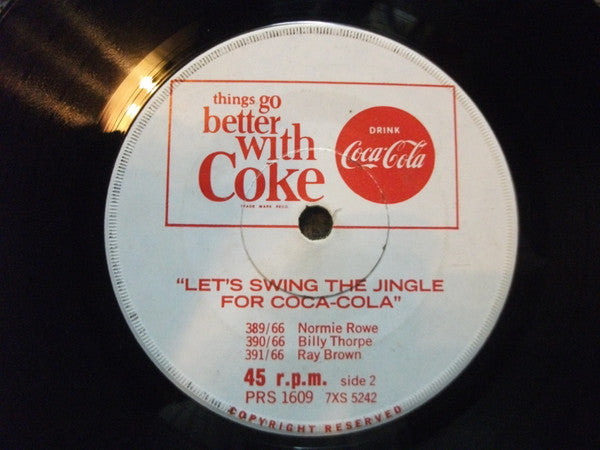 things go
better
with
Coke
TRADE MARK REGD.
DRINK
Coca-Cola
"LET'S SWING THE JINGLE
FOR COCA-COLA"
389/66 Normie Rowe
390/66 Billy Thorpe
391/66 Ray Brown
45 r.p.m. side 2
PRS 1609 7XS 5242
COPYRIGHT RESERVED